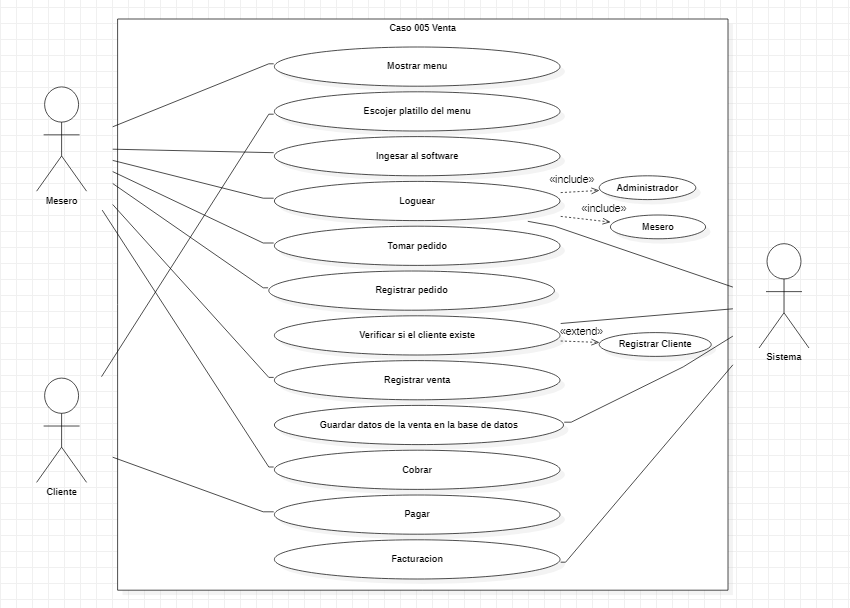 Caso 005 Venta
Mostrar menu
Escojer platillo del menu
Ingesar al software
«include»
Administrador
Loguear
«include»
Mesero
Mesero
Tomar pedido
Registrar pedido
Verificar si el cliente existe
«extend»
Registrar Cliente
Sistema
Registrar venta
Guardar datos de la venta en la base de datos
Cobrar
Cliente
Pagar
Facturacion